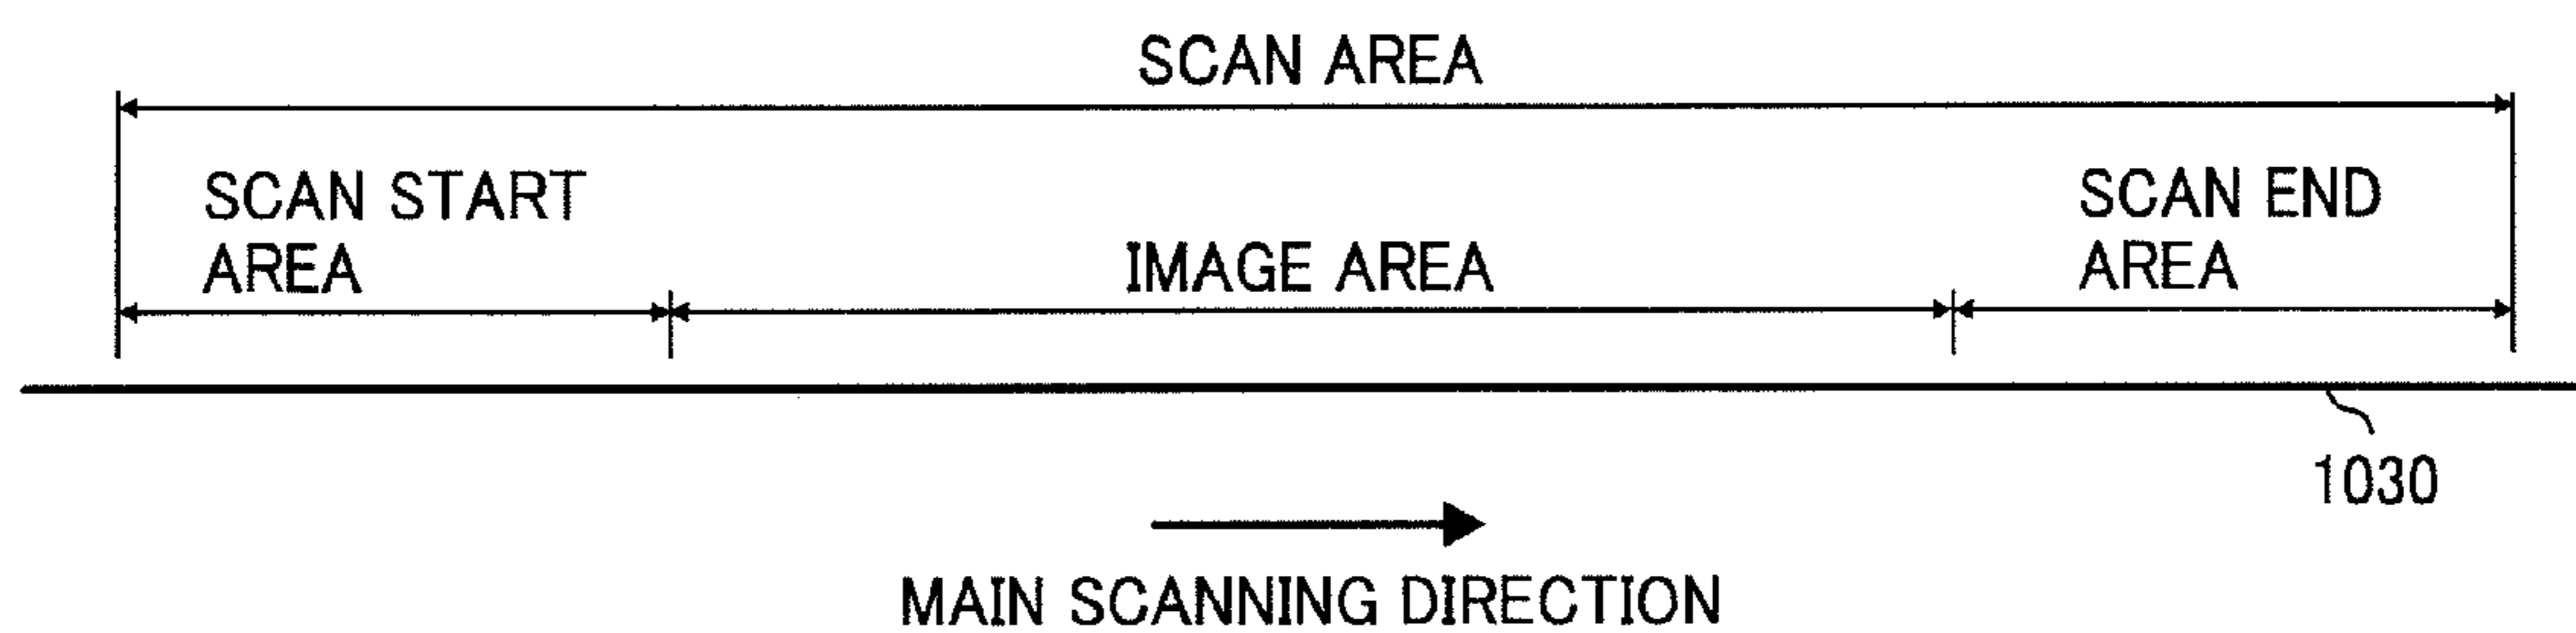 SCAN AREA
SCAN START
AREA
IMAGE AREA
SCAN END
AREA
1030
MAIN SCANNING DIRECTION